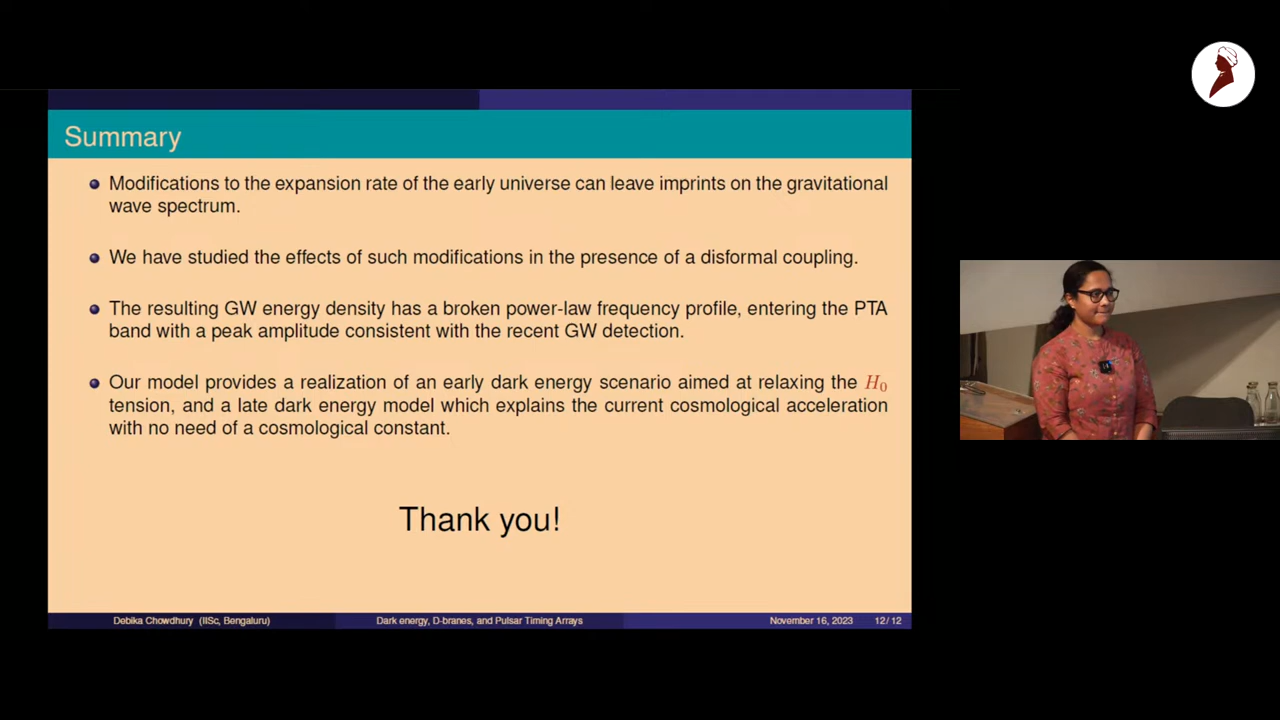 Summary
Modifications to the expansion rate of the early universe can leave imprints on the gravitational
wave spectrum.
We have studied the effects of such modifications in the presence of a disformal coupling.
The resulting GW energy density has a broken power-law frequency profile, entering the PTA
band with a peak amplitude consistent with the recent GW detection.
Our model provides a realization of an early dark energy scenario aimed at relaxing the H₀
tension, and a late dark energy model which explains the current cosmological acceleration
with no need of a cosmological constant.
Thank you!
Debika Chowdhury (IISc, Bengaluru) Dark energy, D-branes, and Pulsar Timing Arrays November 16, 2023 12/12